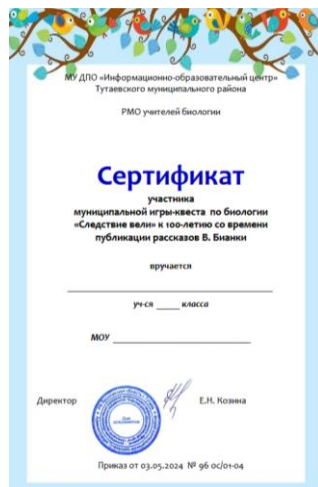 МУ ДПО «Информационно-образовательный центр»
Тутаевского муниципального района
РМО учителей биологии
Сертификат
участника
муниципальной игры-квеста по биологии
«Следствие вели» к 100-летию со времени
публикации рассказов В. Бианки
вручается
уч-ся _____ класса
МОУ
Директор
Е.Н. Козина
Приказ от 03.05.2024 № 96 ос/01-04